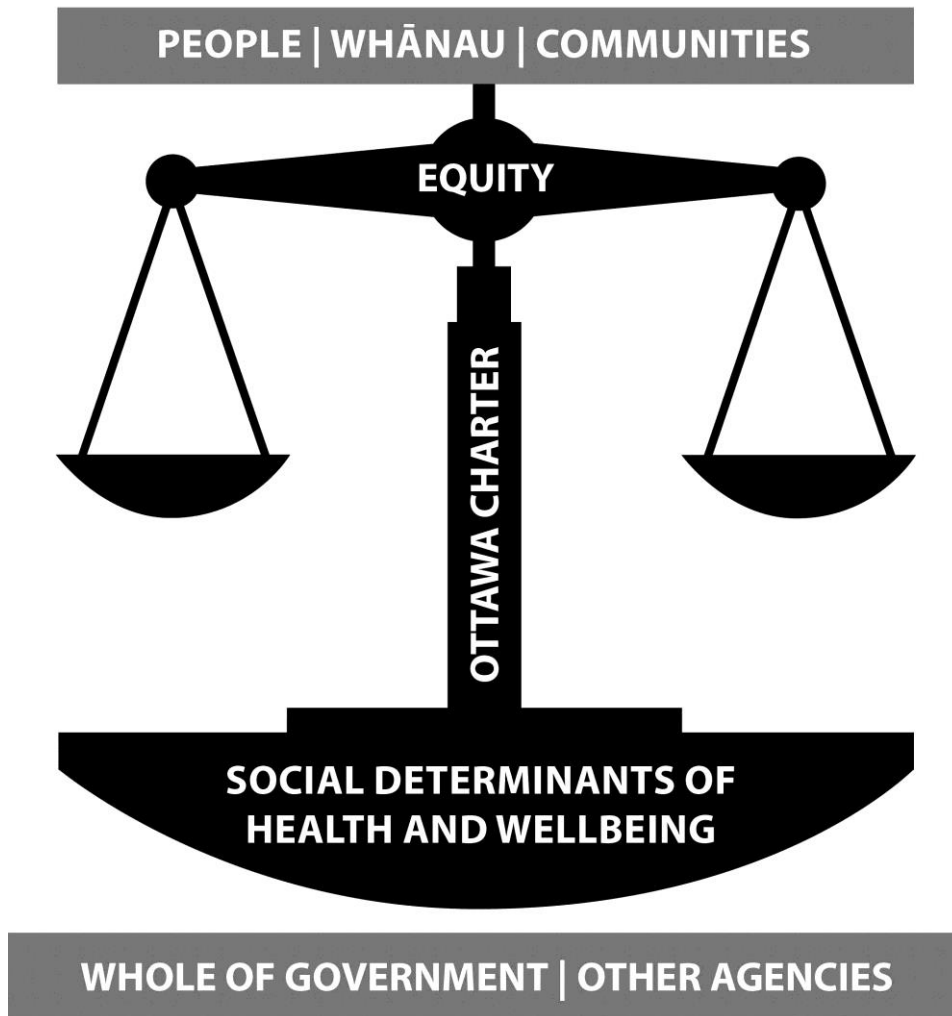 PEOPLE | WHĀNAU | COMMUNITIES
EQUITY
OTTAWA CHARTER
SOCIAL DETERMINANTS OF
HEALTH AND WELLBEING
WHOLE OF GOVERNMENT | OTHER AGENCIES